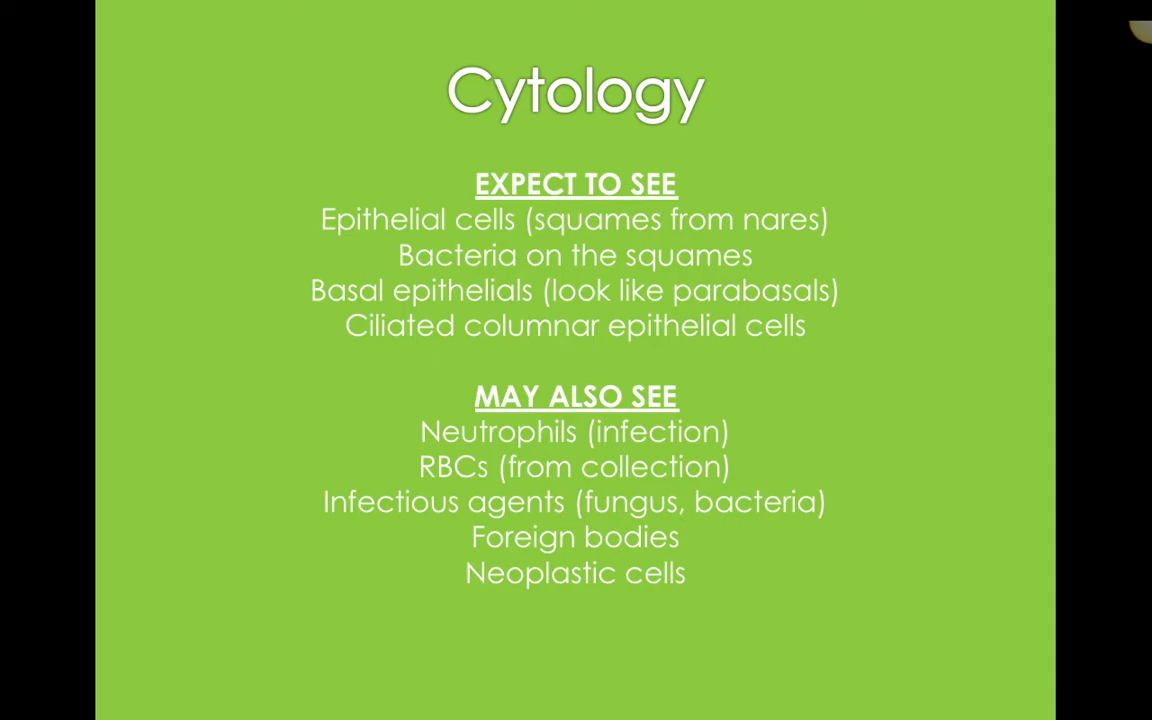 Cytology
EXPECT TO SEE
Epithelial cells (squames from nares)
Bacteria on the squames
Basal epithelials (look like parabasals)
Ciliated columnar epithelial cells
MAY ALSO SEE
Neutrophils (infection)
RBCs (from collection)
Infectious agents (fungus, bacteria)
Foreign bodies
Neoplastic cells